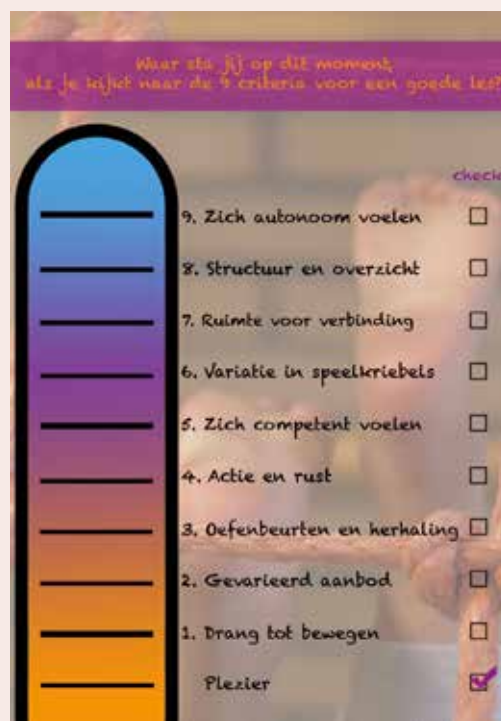 Waar sta jij op dit moment,
als je kijkt naar de 9 criteria voor een goede les?
check
9. Zich autonoom voelen
8. Structuur en overzicht
7. Ruimte voor verbinding
6. Variatie in speelkriebels
5. Zich competent voelen
4. Actie en rust
3. Oefenbeurten en herhaling
2. Gevarieerd aanbod
1. Drang tot bewegen
Plezier